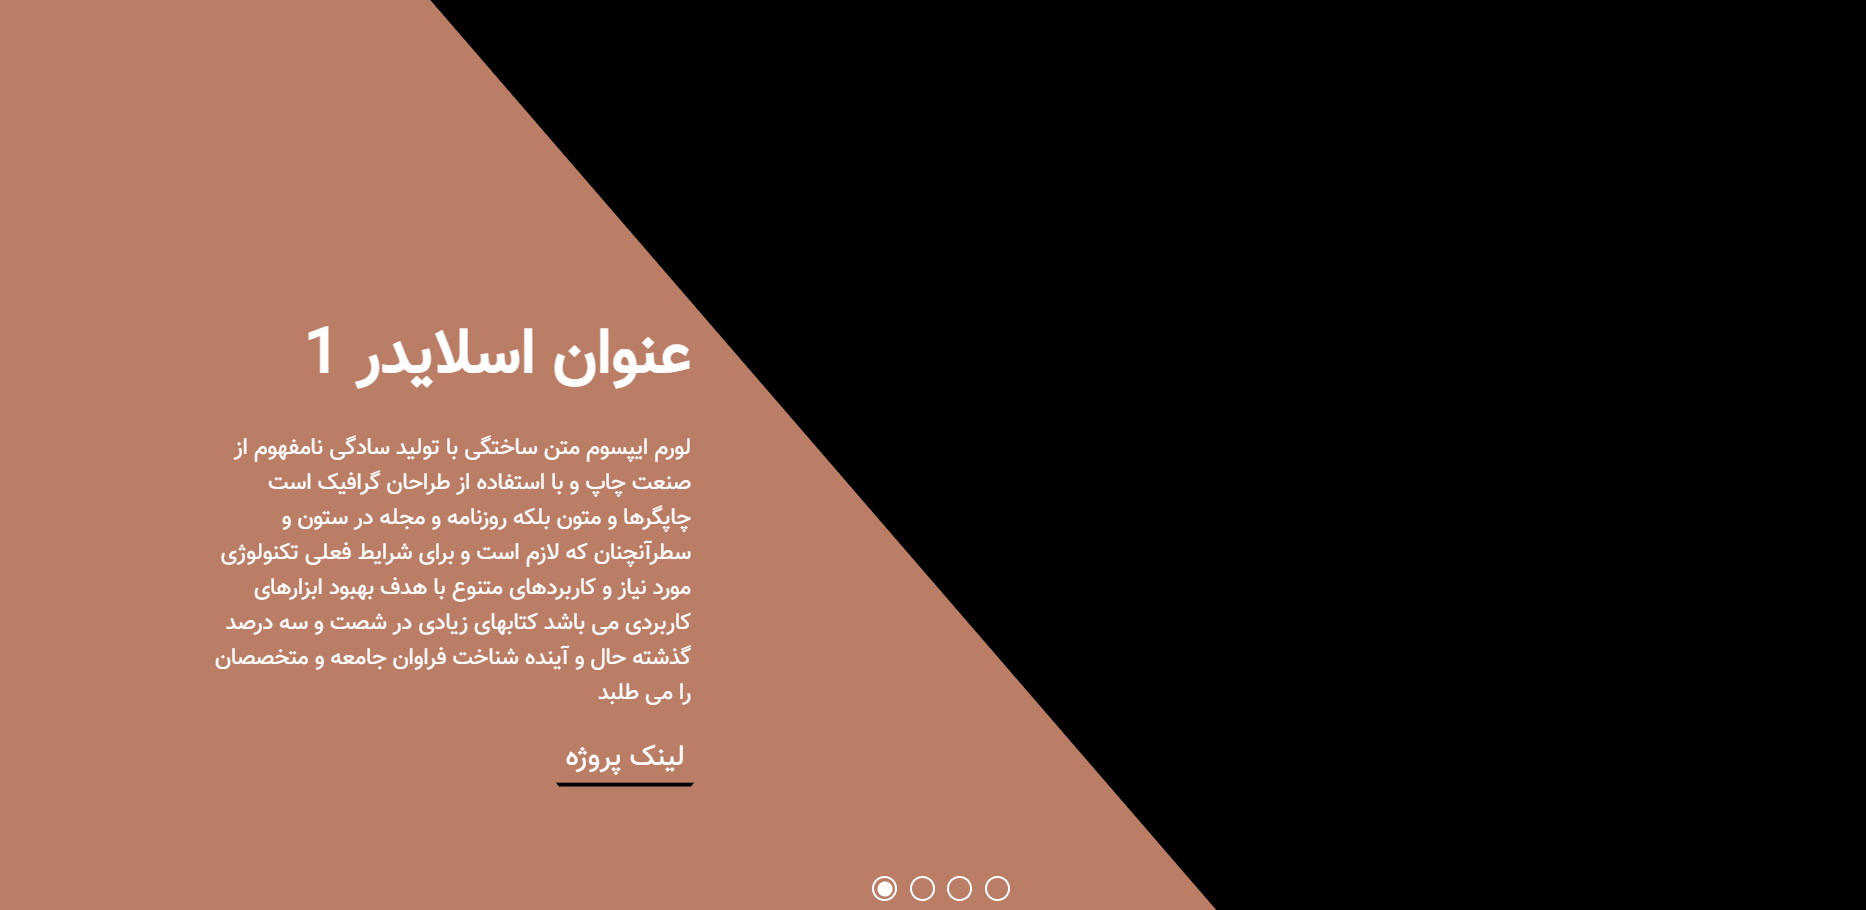 عنوان اسلایدر 1
لورم ایپسوم متن ساختگی با تولید سادگی نامفهوم از
صنعت چاپ و با استفاده از طراحان گرافیک است
چاپگرها و متون بلکه روزنامه و مجله در ستون و
سطرآنچنان که لازم است و برای شرایط فعلی تکنولوژی
مورد نیاز و کاربردهای متنوع با هدف بهبود ابزارهای
کاربردی می باشد کتابهای زیادی در شصت و سه درصد
گذشته حال و آینده شناخت فراوان جامعه و متخصصان
را می طلبد
لینک پروژه